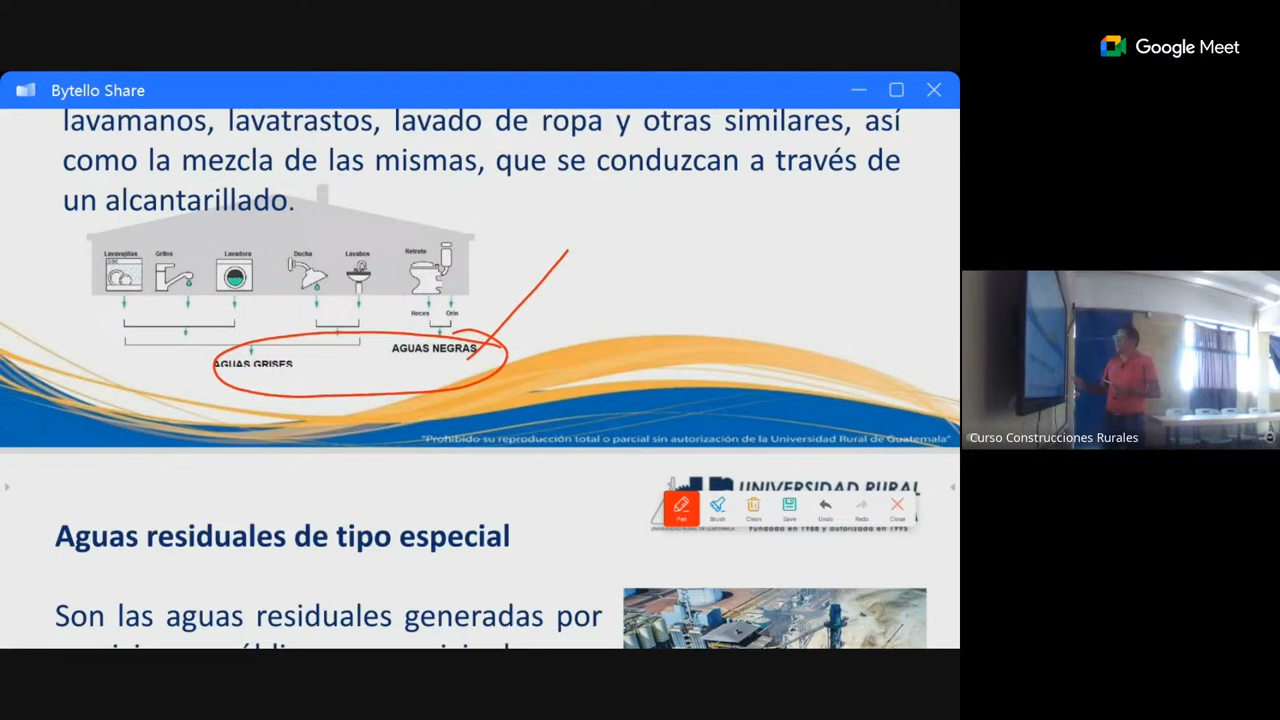 Google Meet
Bytello Share
lavamanos, lavatrastos, lavado de ropa y otras similares, así
como la mezcla de las mismas, que se conduzcan a través de
un alcantarillado.
Lavavajillas Grifos Lavadora Ducha Lavabos Retrete
Heces Orin
AGUAS NEGRAS
AGUAS GRISES
"Prohibido su reproducción total o parcial sin autorización de la Universidad Rural de Guatemala"
Curso Construcciones Rurales
UNIVERSIDAD RURAL
Pen Brush Clean Save Undo Redo Close
Fundada en 1988 y autorizada en 1995
Aguas residuales de tipo especial
Son las aguas residuales generadas por